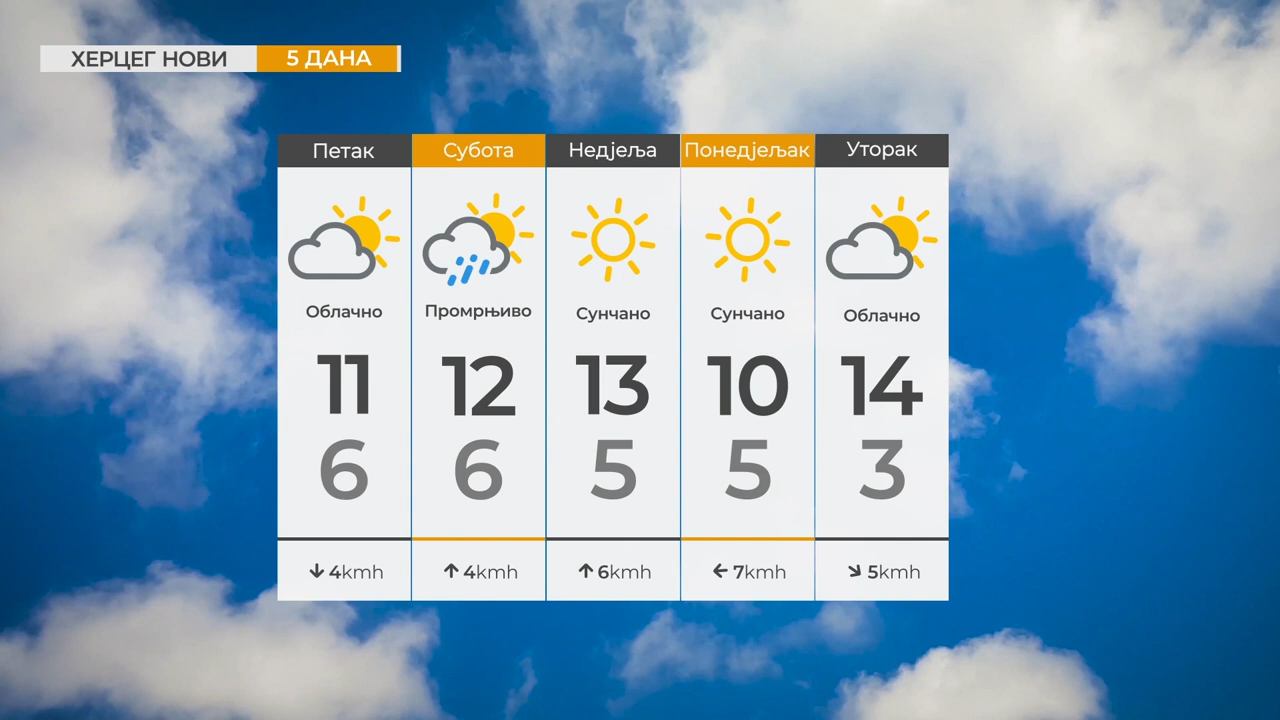 ХЕРЦЕГ НОВИ 5 ДАНА
Петак Субота Недјеља Понедјељак Уторак
Облачно Промрњиво Сунчано Сунчано Облачно
11 12 13 10 14
6 6 5 5 3
↓ 4kmh ↑ 4kmh ↑ 6kmh ← 7kmh ↘ 5kmh